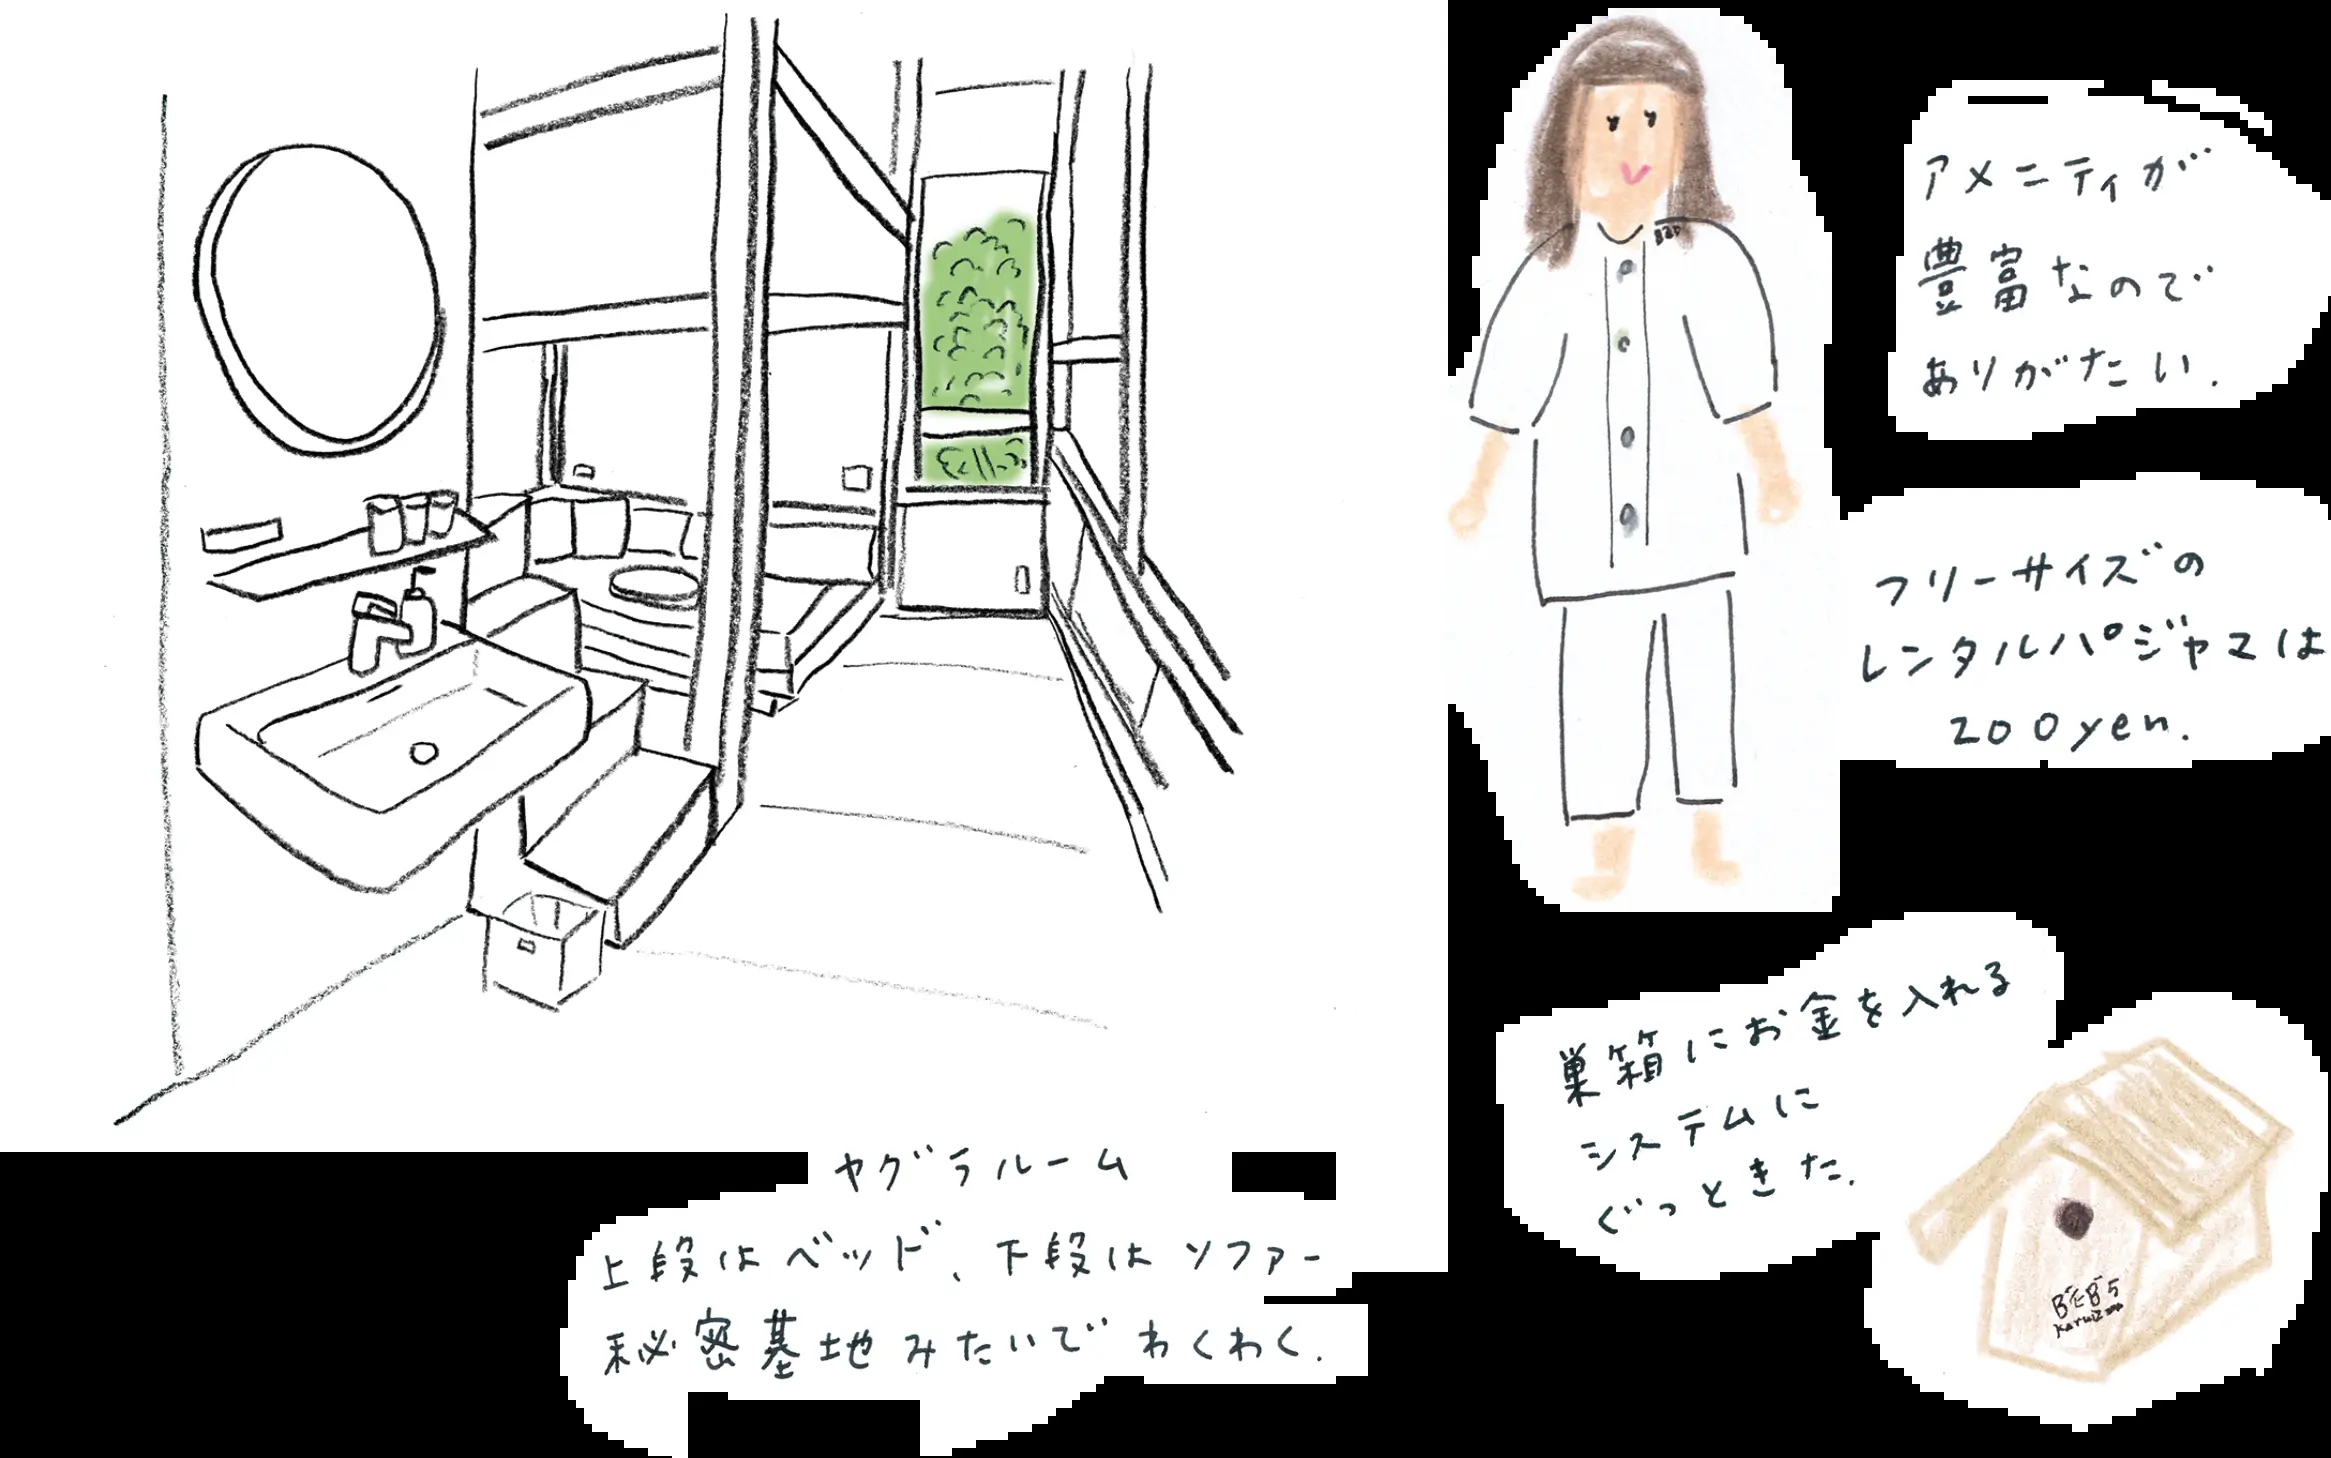 アメニティが
豊富なので
ありがたい.
フリーサイズの
レンタルパジャマは
200yen.
巣箱にお金を入れる
システムに
ぐっときた.
BEB5
ヤグラルーム
上段はベッド、下段はソファー
秘密基地みたいでわくわく.